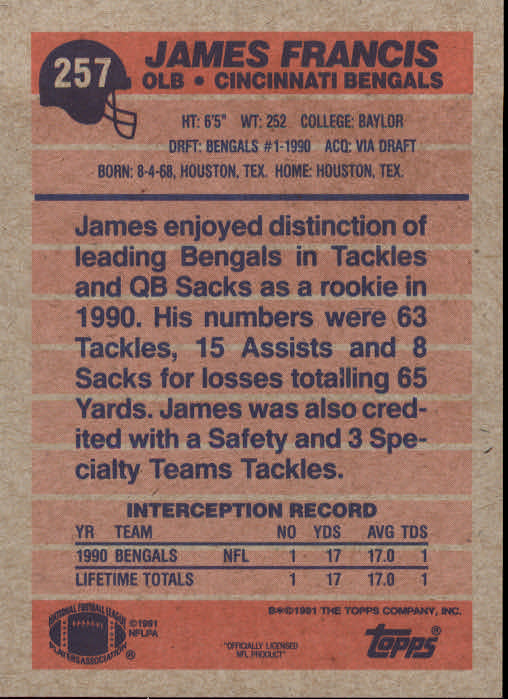 257
JAMES FRANCIS
OLB • CINCINNATI BENGALS
HT: 6'5" WT: 252 COLLEGE: BAYLOR
DRFT: BENGALS #1-1990 ACQ: VIA DRAFT
BORN: 8-4-68, HOUSTON, TEX. HOME: HOUSTON, TEX.
James enjoyed distinction of
leading Bengals in Tackles
and QB Sacks as a rookie in
1990. His numbers were 63
Tackles, 15 Assists and 8
Sacks for losses totalling 65
Yards. James was also cred-
ited with a Safety and 3 Spe-
cialty Teams Tackles.
INTERCEPTION RECORD
YR TEAM NO YDS AVG TDS
1990 BENGALS NFL 1 17 17.0 1
LIFETIME TOTALS 1 17 17.0 1
NATIONAL FOOTBALL LEAGUE
PLAYERS ASSOCIATION ®
©1991
NFLPA
"OFFICIALLY LICENSED
NFL PRODUCT"
B✱©1991 THE TOPPS COMPANY, INC.
topps®